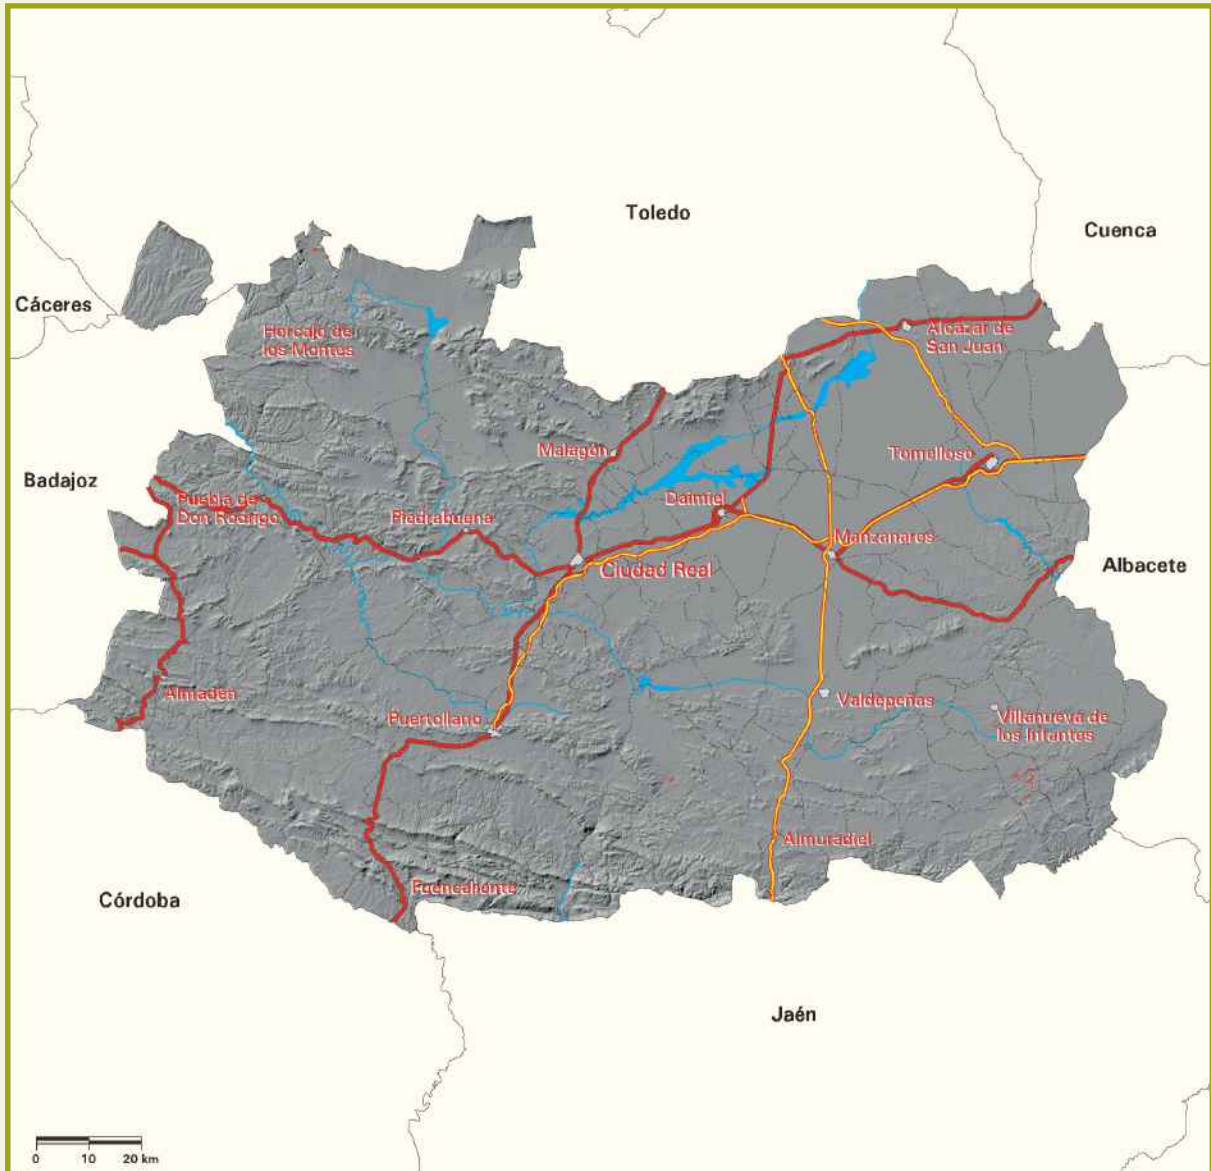 Toledo
Cuenca
Cáceres
Horcajo de
los Montes
Alcázar de
San Juan
Malagón
Tomelloso
Badajoz
Puebla de
Don Rodrigo
Daimiel
Piedrabuena
Manzanares
Ciudad Real
Albacete
Almadén
Valdepeñas
Puertollano
Villanueva de
los Infantes
Almuradiel
Fuencaliente
Córdoba
Jaén
0 10 20 km